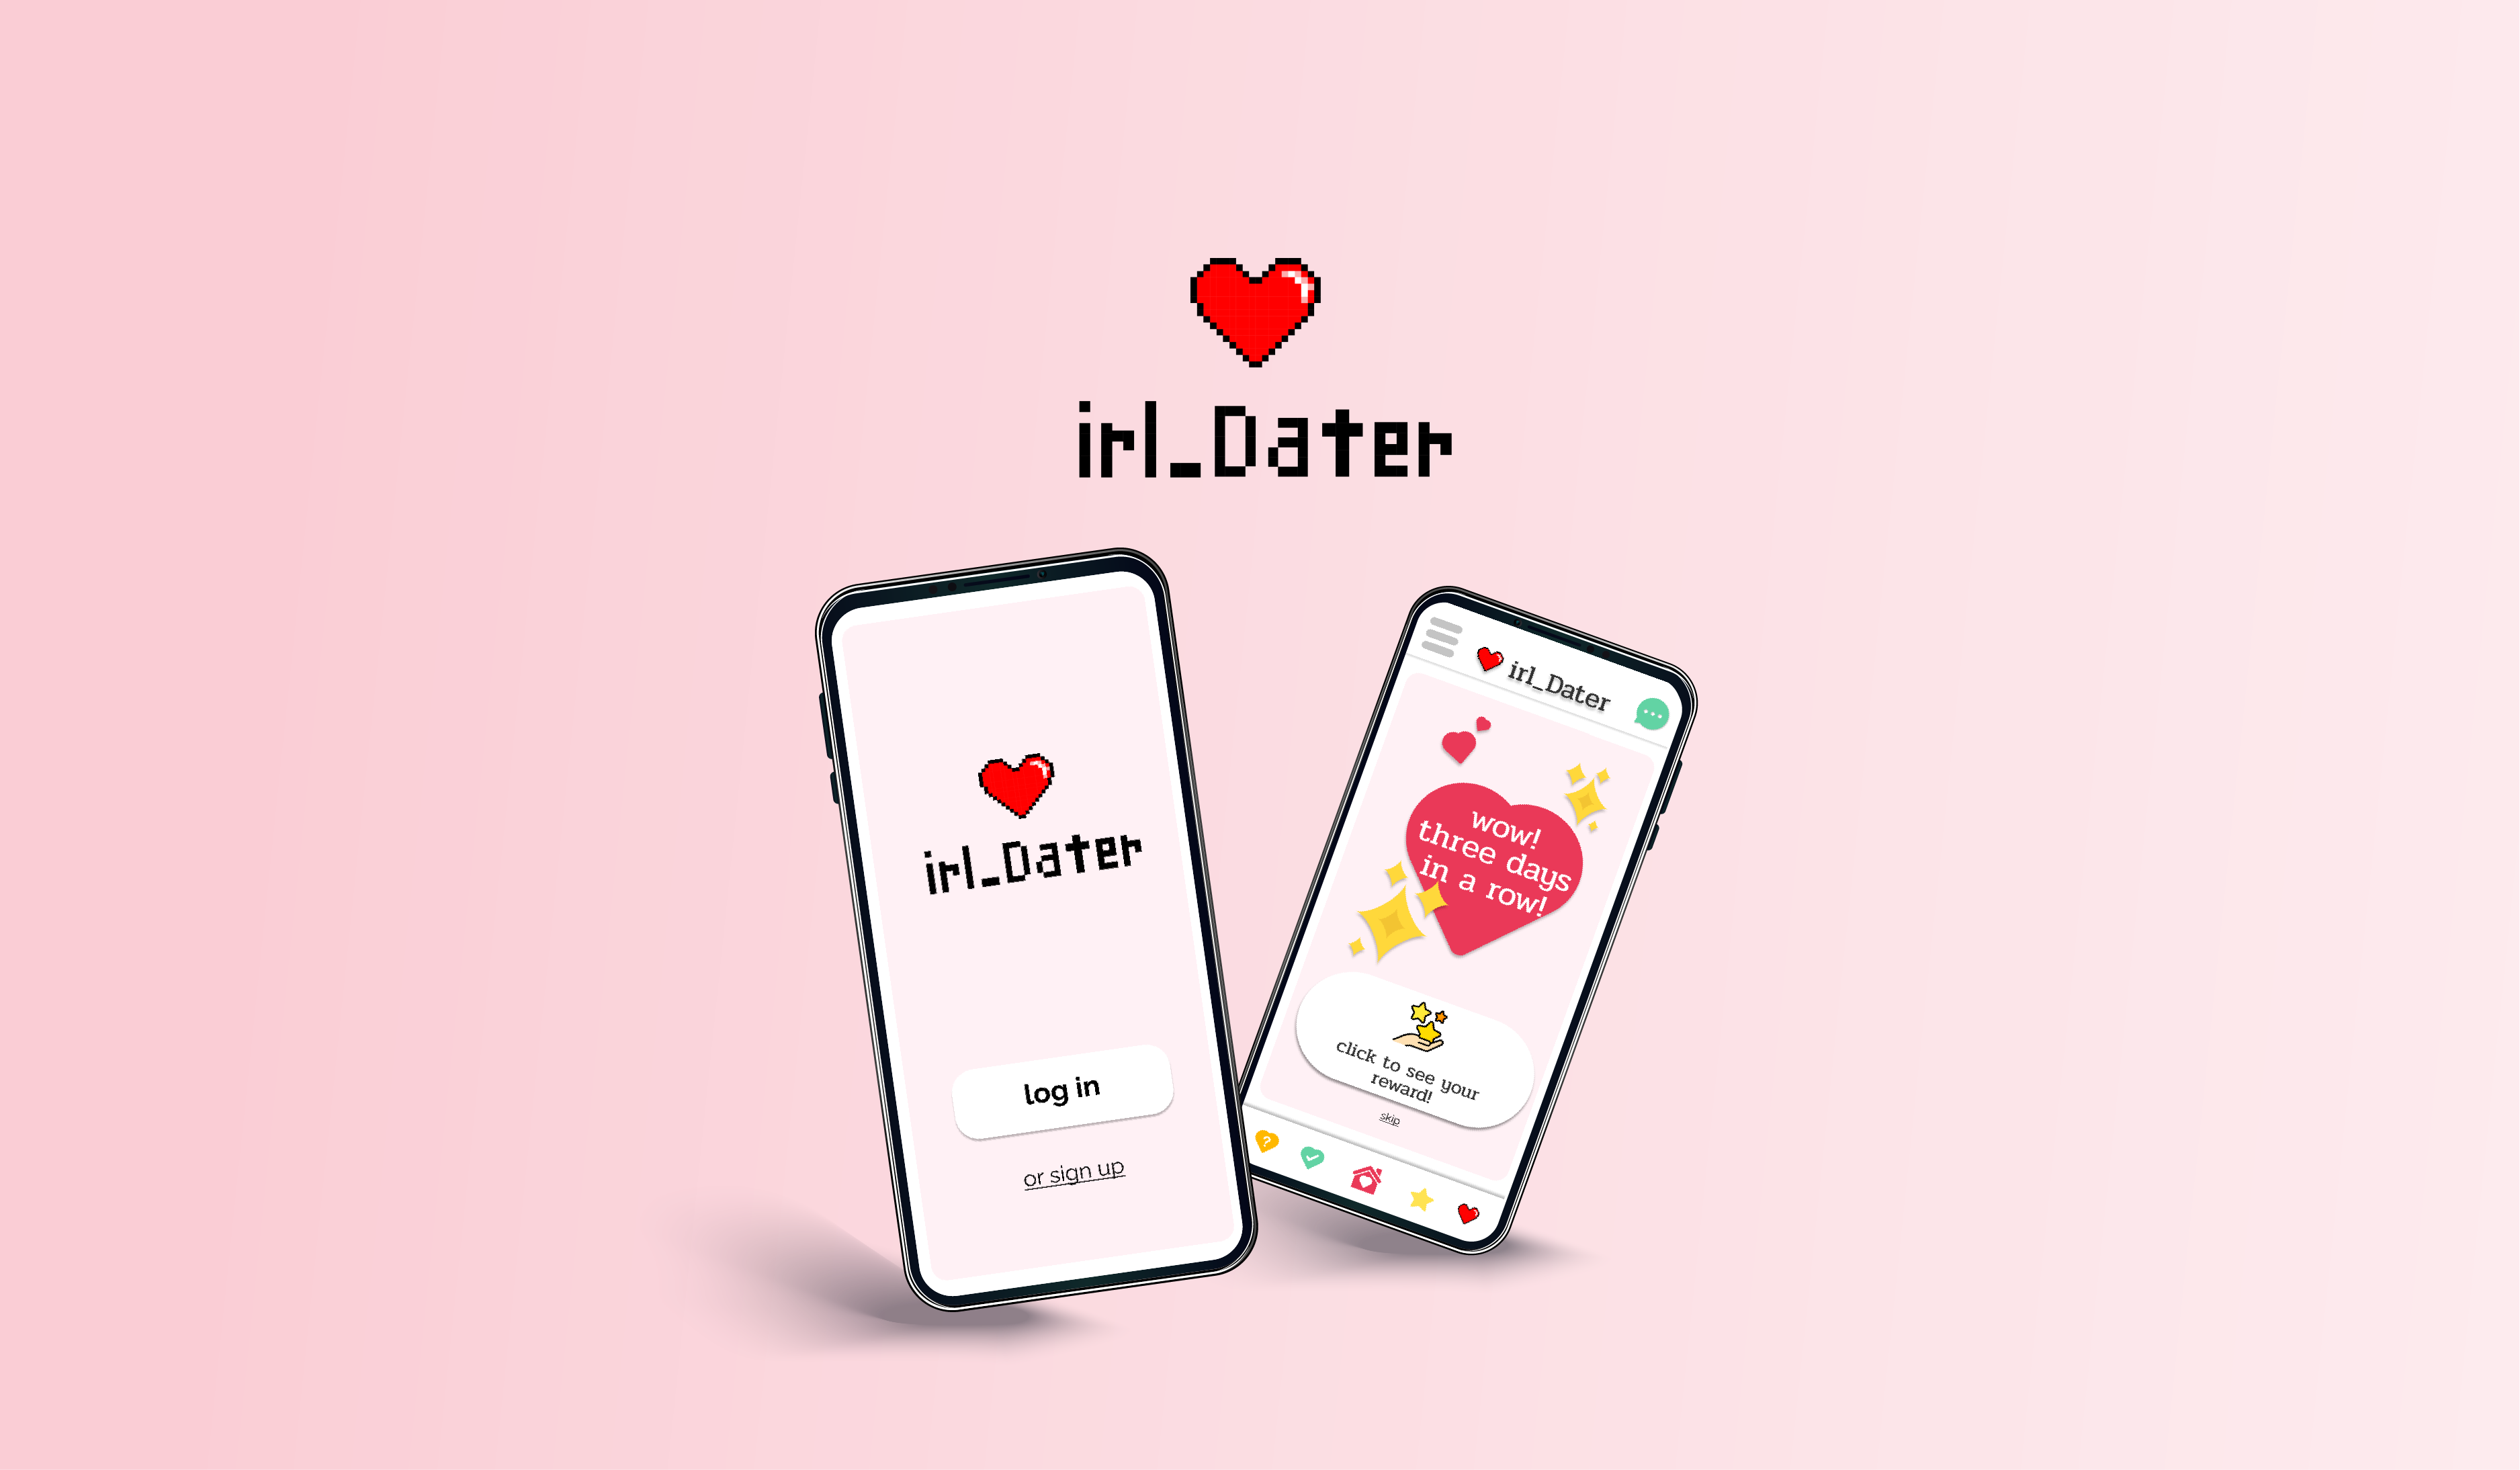 irl_Dater
irl_Dater
log in
or sign up
irl_Dater
wow!
three days
in a row!
click to see your
reward!
skip
?